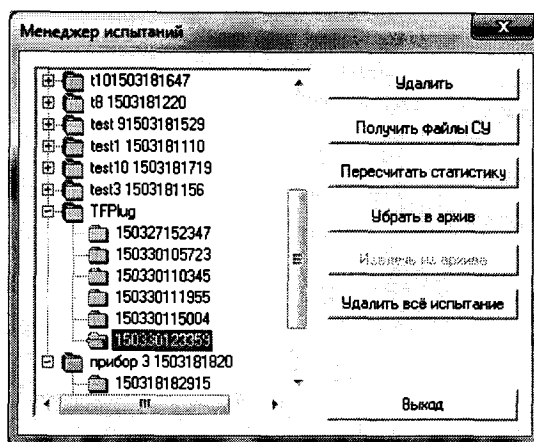 Менеджер испытаний
t101503181647
t8 1503181220
test 91503181529
test1 1503181110
test10 1503181719
test3 1503181156
TFPlug
150327152347
150330105723
150330110345
150330111955
150330115004
150330123359
прибор 3 1503181820
150318182915
Удалить
Получить файлы СУ
Пересчитать статистику
Убрать в архив
Извлечь из архива
Удалить всё испытание
Выход